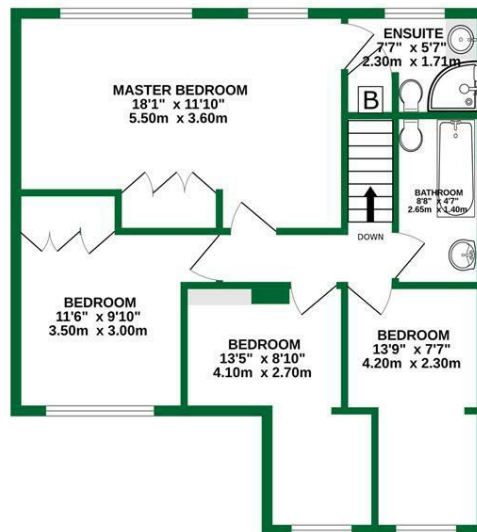 ENSUITE
7'7" x 5'7"
2.30m x 1.71m
MASTER BEDROOM
18'1" x 11'10"
5.50m x 3.60m
B
BATHROOM
8'8" x 4'7"
2.65m x 1.40m
DOWN
BEDROOM
11'6" x 9'10"
3.50m x 3.00m
BEDROOM
13'5" x 8'10"
4.10m x 2.70m
BEDROOM
13'9" x 7'7"
4.20m x 2.30m